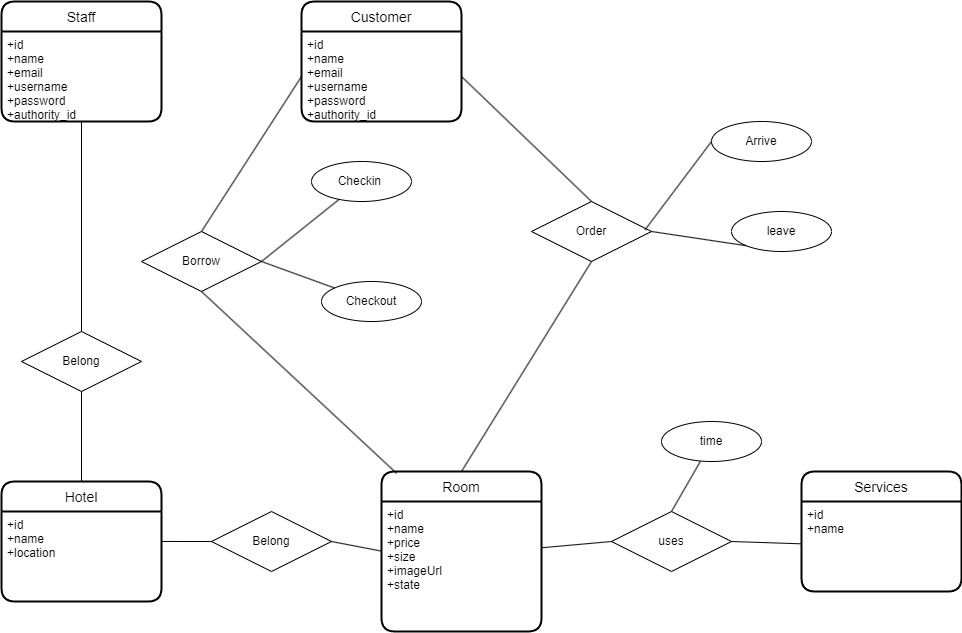 Staff
+id
+name
+email
+username
+password
+authority_id
Customer
+id
+name
+email
+username
+password
+authority_id
Arrive
Checkin
Order
leave
Borrow
Checkout
Belong
time
Hotel
+id
+name
+location
Belong
Room
+id
+name
+price
+size
+imageUrl
+state
uses
Services
+id
+name